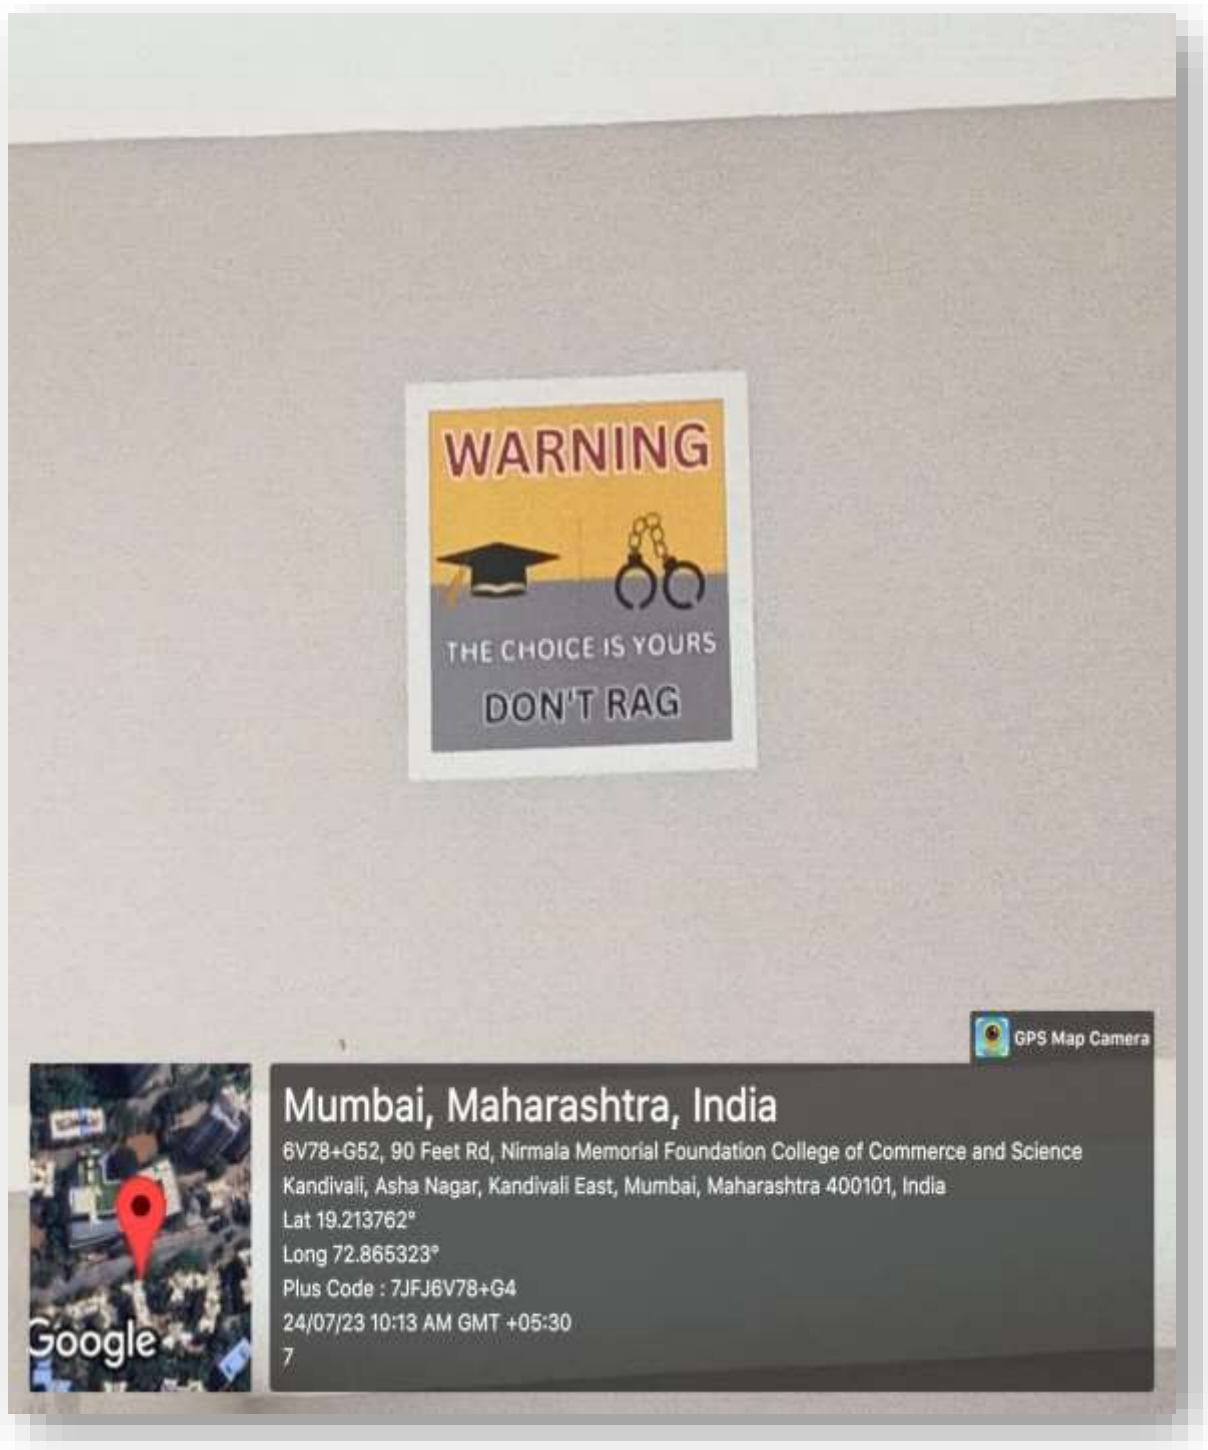 WARNING
THE CHOICE IS YOURS
DON'T RAG
GPS Map Camera
Mumbai, Maharashtra, India
6V78+G52, 90 Feet Rd, Nirmala Memorial Foundation College of Commerce and Science
Kandivali, Asha Nagar, Kandivali East, Mumbai, Maharashtra 400101, India
Lat 19.213762°
Long 72.865323°
Plus Code : 7JFJ6V78+G4
24/07/23 10:13 AM GMT +05:30
7
Google